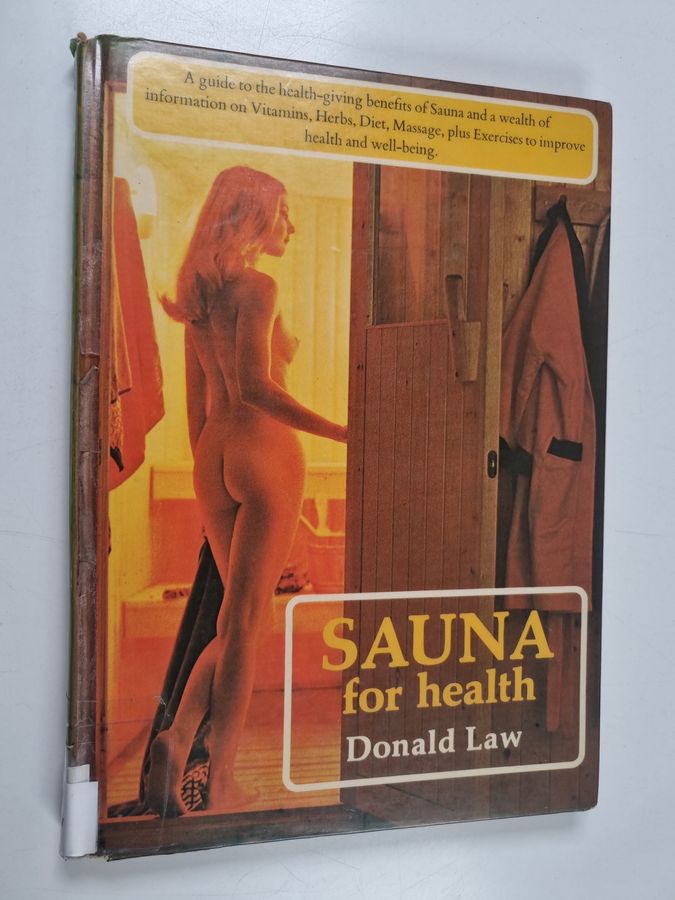 A guide to the health-giving benefits of Sauna and a wealth of
information on Vitamins, Herbs, Diet, Massage, plus Exercises to improve
health and well-being.
SAUNA
for health
Donald Law